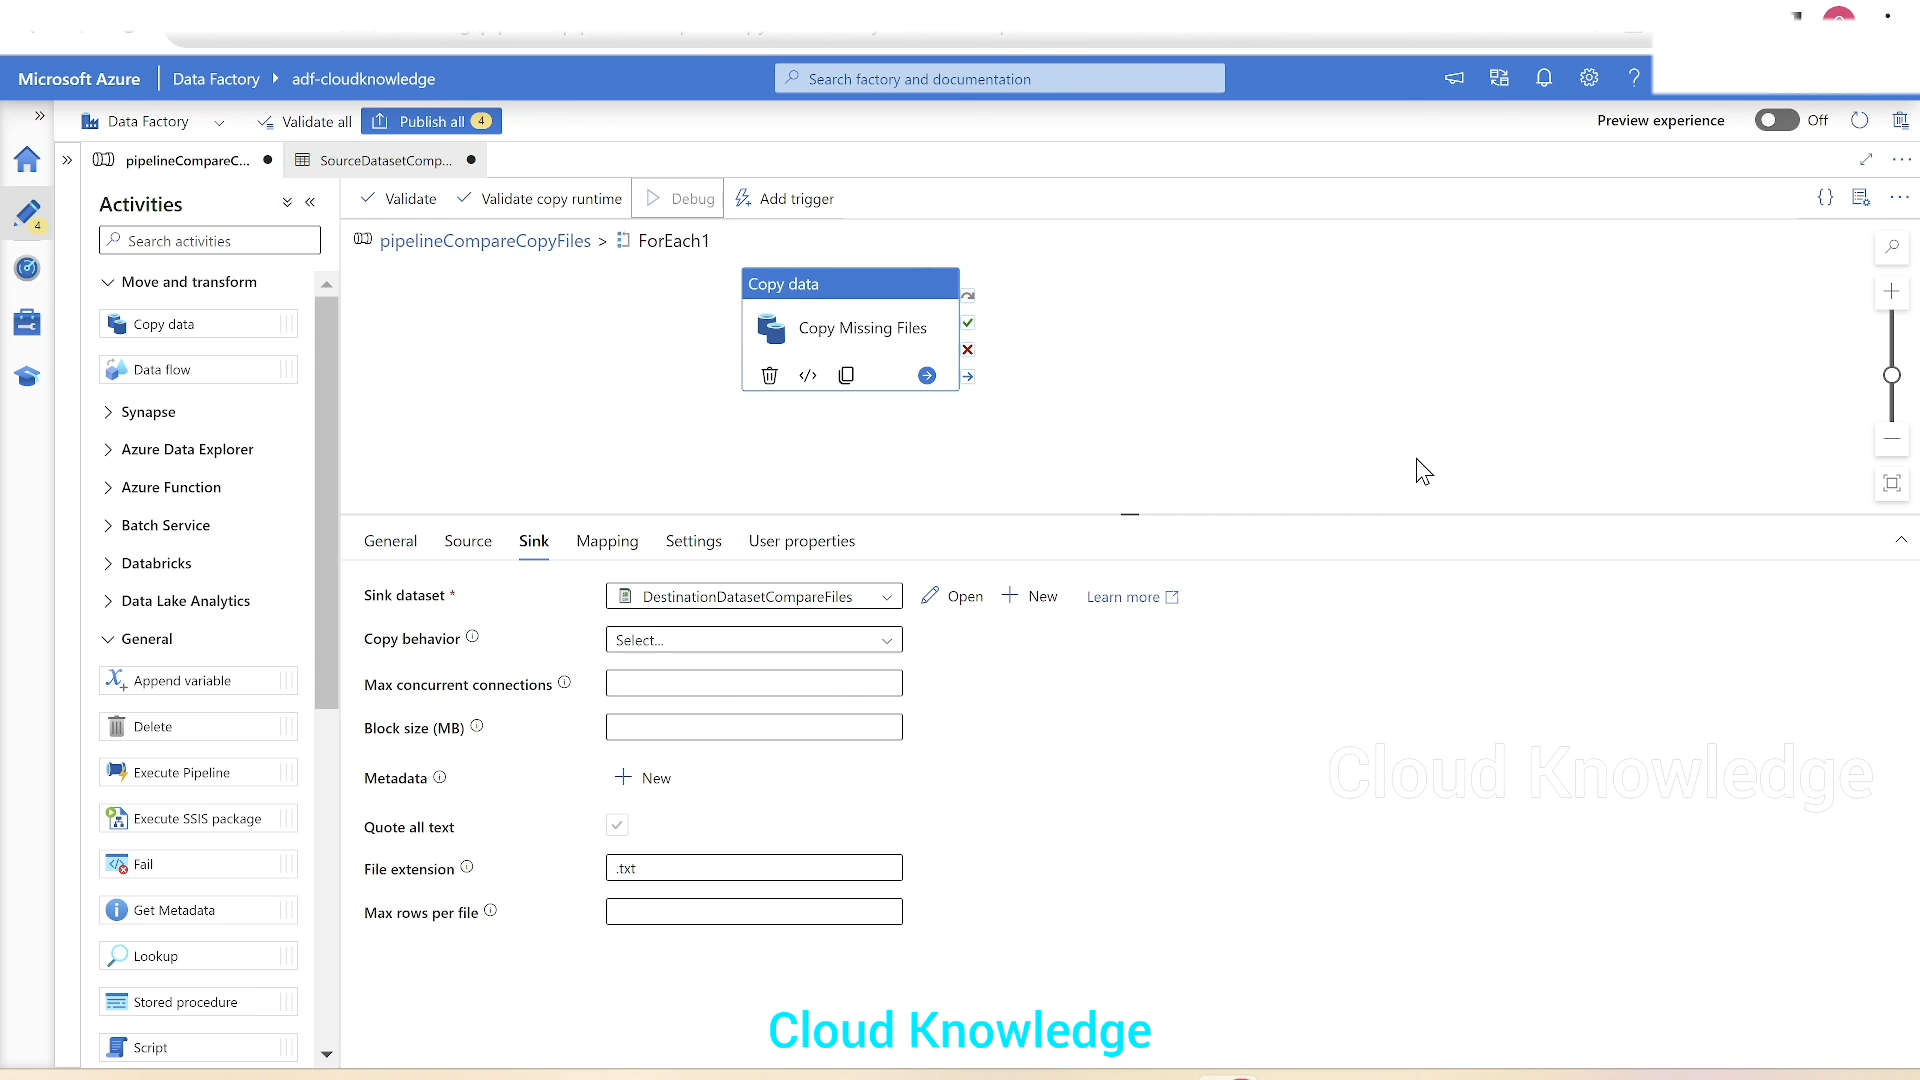 Microsoft Azure
Data Factory
adf-cloudknowledge
Search factory and documentation
Data Factory
Validate all
Publish all
4
Preview experience
Off
pipelineCompareC...
SourceDatasetComp...
4
Activities
Search activities
Move and transform
Copy data
Data flow
Synapse
Azure Data Explorer
Azure Function
Batch Service
Databricks
Data Lake Analytics
General
Append variable
Delete
Execute Pipeline
Execute SSIS package
Fail
Get Metadata
Lookup
Stored procedure
Script
Validate
Validate copy runtime
Debug
Add trigger
pipelineCompareCopyFiles > ForEach1
Copy data
Copy Missing Files
General
Source
Sink
Mapping
Settings
User properties
Sink dataset *
DestinationDatasetCompareFiles
Open
New
Learn more
Copy behavior
Select...
Max concurrent connections
Block size (MB)
Metadata
New
Quote all text
File extension
.txt
Max rows per file
Cloud Knowledge
Cloud Knowledge